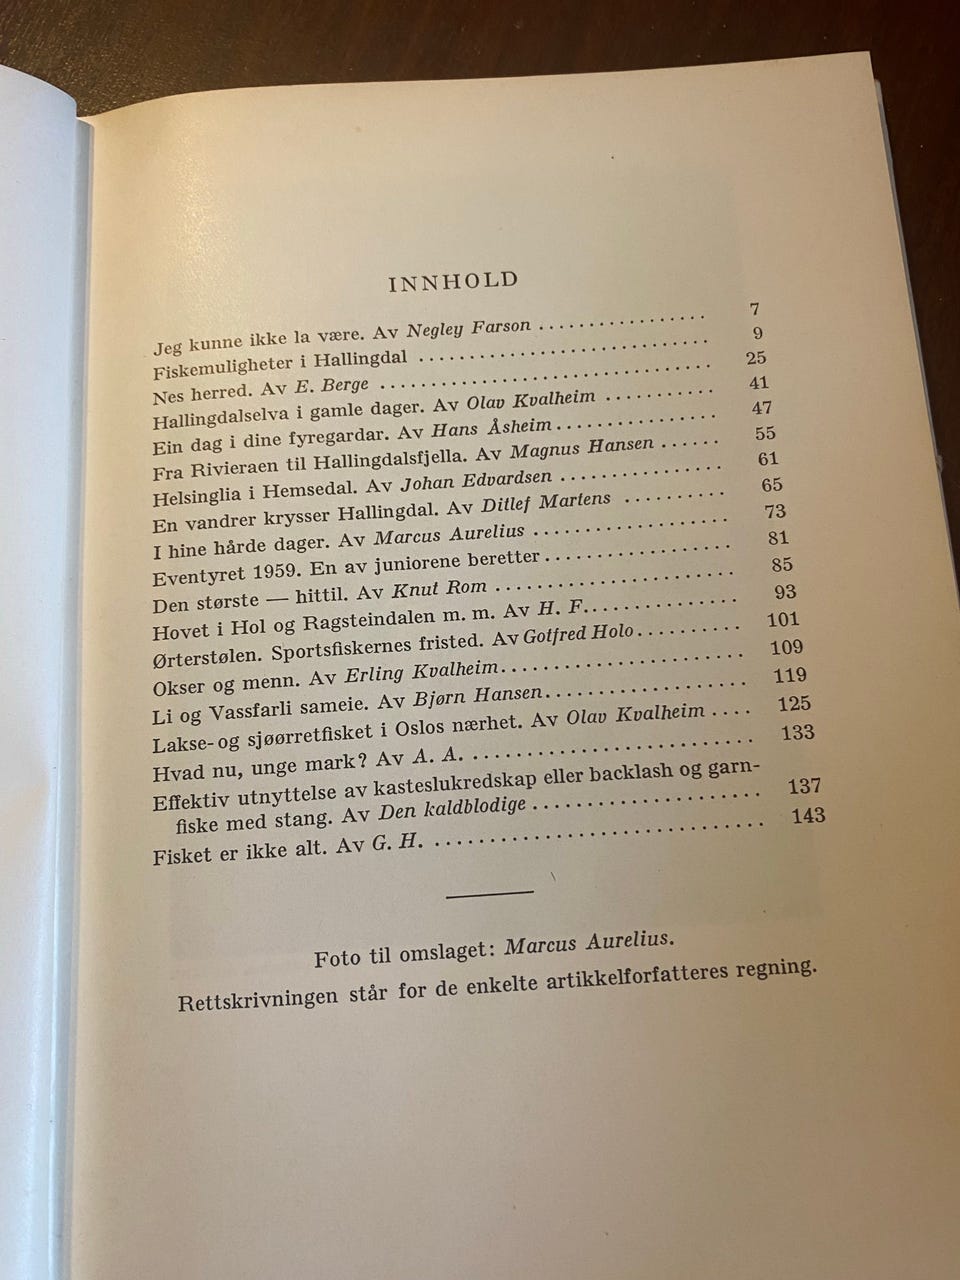 INNHOLD
Jeg kunne ikke la være. Av Negley Farson ................. 7
Fiskemuligheter i Hallingdal ............................. 9
Nes herred. Av E. Berge ................................. 25
Hallingdalselva i gamle dager. Av Olav Kvalheim ........... 41
Ein dag i dine fyregardar. Av Hans Åsheim ................ 47
Fra Rivieraen til Hallingdalsfjella. Av Magnus Hansen ...... 55
Helsinglia i Hemsedal. Av Johan Edvardsen ................ 61
En vandrer krysser Hallingdal. Av Ditlef Martens .......... 65
I hine hårde dager. Av Marcus Aurelius ................... 73
Eventyret 1959. En av juniorene beretter ................... 81
Den største — hittil. Av Knut Rom ........................ 85
Hovet i Hol og Ragsteindalen m. m. Av H. F. ............... 93
Ørterstølen. Sportsfiskernes fristed. Av Gotfred Holo ......... 101
Okser og menn. Av Erling Kvalheim ........................ 109
Li og Vassfarli sameie. Av Bjørn Hansen .................... 119
Lakse- og sjøørretfisket i Oslos nærhet. Av Olav Kvalheim .... 125
Hvad nu, unge mark? Av A. A. ............................ 133
Effektiv utnyttelse av kasteslukredskap eller backlash og garn-
fiske med stang. Av Den kaldblodige ....................... 137
Fisket er ikke alt. Av G. H. ............................... 143
Foto til omslaget: Marcus Aurelius.
Rettskrivningen står for de enkelte artikkelforfatteres regning.